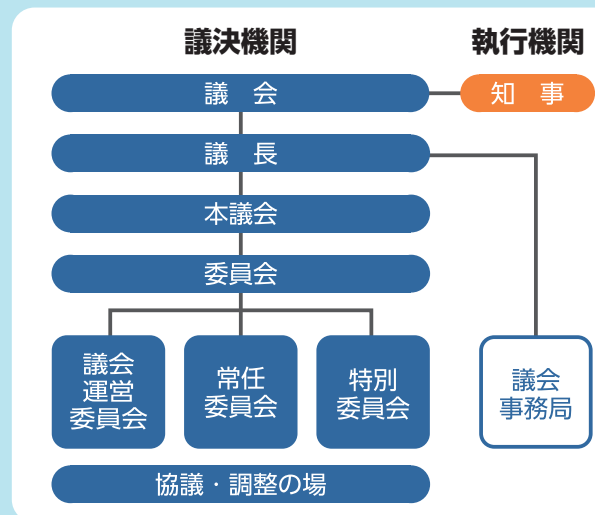 議決機関
執行機関
議　会
知　事
議　長
本議会
委員会
議会
運営
委員会
常任
委員会
特別
委員会
議会
事務局
協議・調整の場